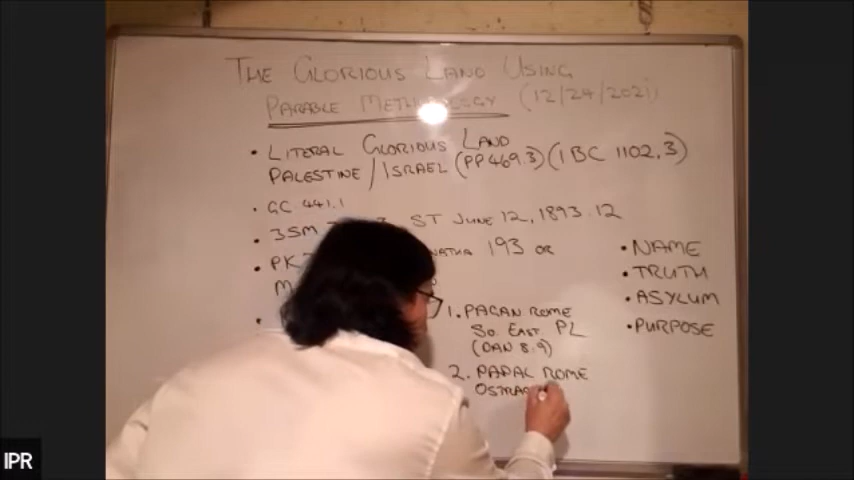 THE GLORIOUS LAND USING
PARABLE METHODOLOGY (12/24/2021)
• LITERAL GLORIOUS LAND
PALESTINE/ISRAEL (PP469.3)(1BC 1102.3)
• GC 441.1
• 3SM
ST JUNE 12, 1893.12
• PK
193 OR
M
1. PAGAN ROME
SO. EAST. PL
(DAN 8.9)
2. PAPAL ROME
• NAME
• TRUTH
• ASYLUM
• PURPOSE
IPR